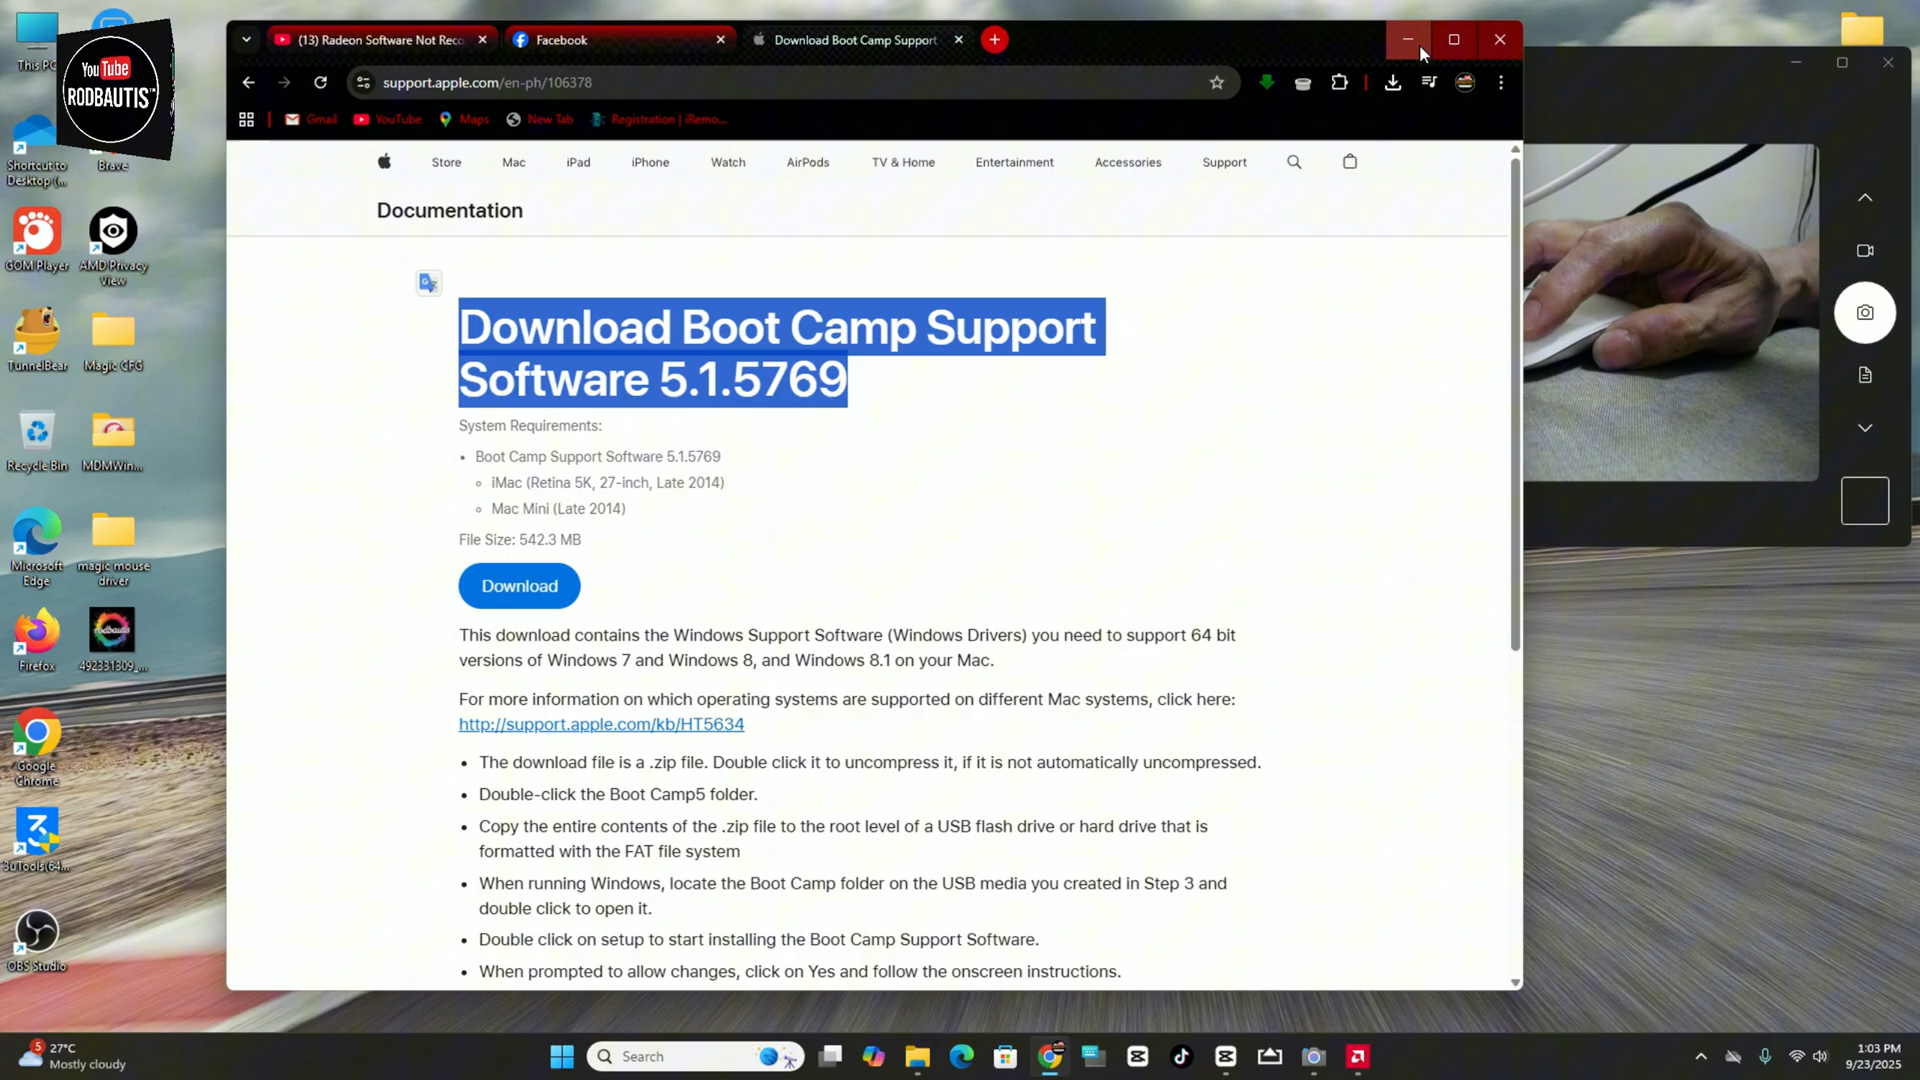 This PC
YouTube
RODBAUTIS
Shortcut to
Desktop (...
Brave
GOM Player
AMD Privacy
View
TunnelBear
Magic CFG
Recycle Bin
MDMWin...
Microsoft
Edge
magic mouse
driver
Firefox
492331309_...
Google
Chrome
3uTools(64...
OBS Studio
(13) Radeon Software Not Reco
Facebook
Download Boot Camp Support
support.apple.com/en-ph/106378
Gmail
YouTube
Maps
New Tab
Registration | iRemo...
Store
Mac
iPad
iPhone
Watch
AirPods
TV & Home
Entertainment
Accessories
Support
Documentation
Download Boot Camp Support
Software 5.1.5769
System Requirements:
• Boot Camp Support Software 5.1.5769
◦ iMac (Retina 5K, 27-inch, Late 2014)
◦ Mac Mini (Late 2014)
File Size: 542.3 MB
Download
This download contains the Windows Support Software (Windows Drivers) you need to support 64 bit
versions of Windows 7 and Windows 8, and Windows 8.1 on your Mac.
For more information on which operating systems are supported on different Mac systems, click here:
http://support.apple.com/kb/HT5634
• The download file is a .zip file. Double click it to uncompress it, if it is not automatically uncompressed.
• Double-click the Boot Camp5 folder.
• Copy the entire contents of the .zip file to the root level of a USB flash drive or hard drive that is
formatted with the FAT file system
• When running Windows, locate the Boot Camp folder on the USB media you created in Step 3 and
double click to open it.
• Double click on setup to start installing the Boot Camp Support Software.
• When prompted to allow changes, click on Yes and follow the onscreen instructions.
5
27°C
Mostly cloudy
Search
1:03 PM
9/23/2025